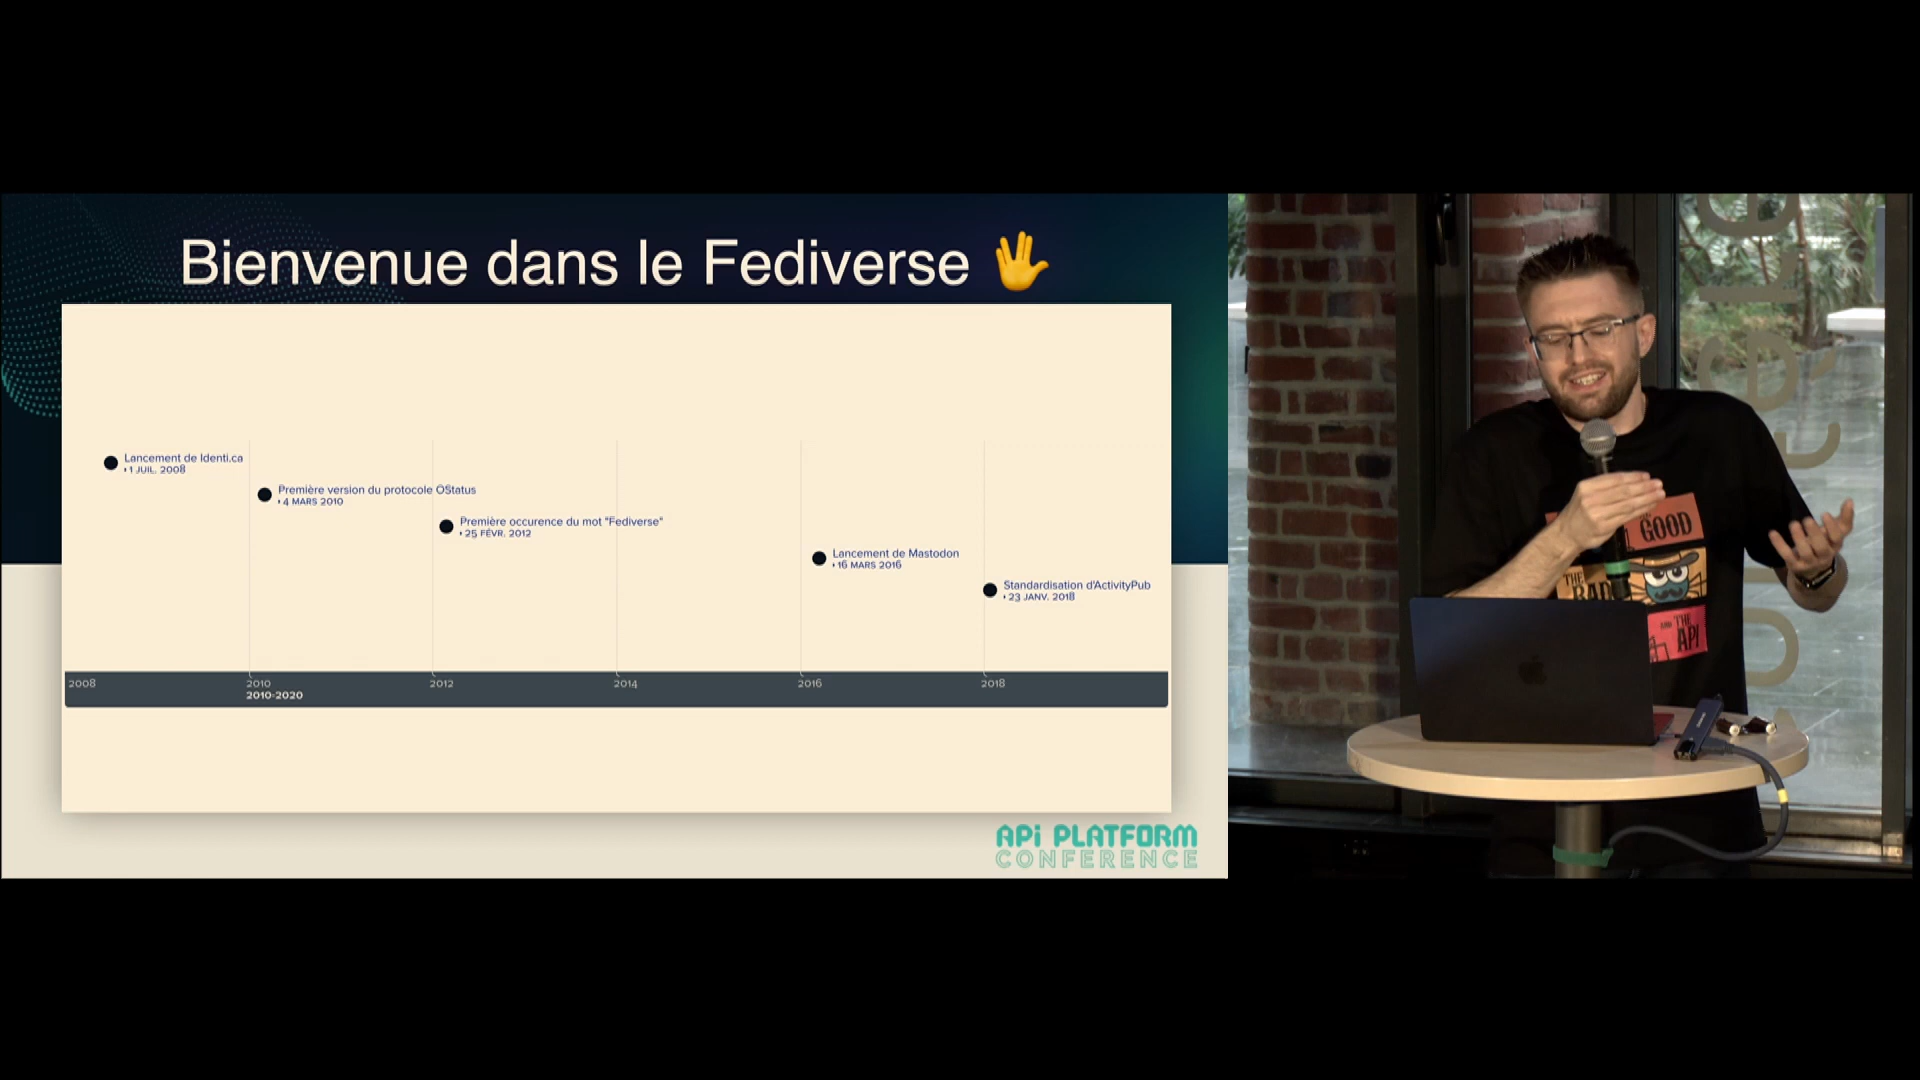 Bienvenue dans le Fediverse 🖖
Lancement de Identi.ca
1 JUIL. 2008
Première version du protocole OStatus
4 MARS 2010
Première occurence du mot "Fediverse"
25 FÉVR. 2012
Lancement de Mastodon
16 MARS 2016
Standardisation d'ActivityPub
23 JANV. 2018
2008
2010
2012
2014
2016
2018
2010-2020
APi PLATFORM
CONFERENCE
GOOD
THE
BAD
AND THE
API